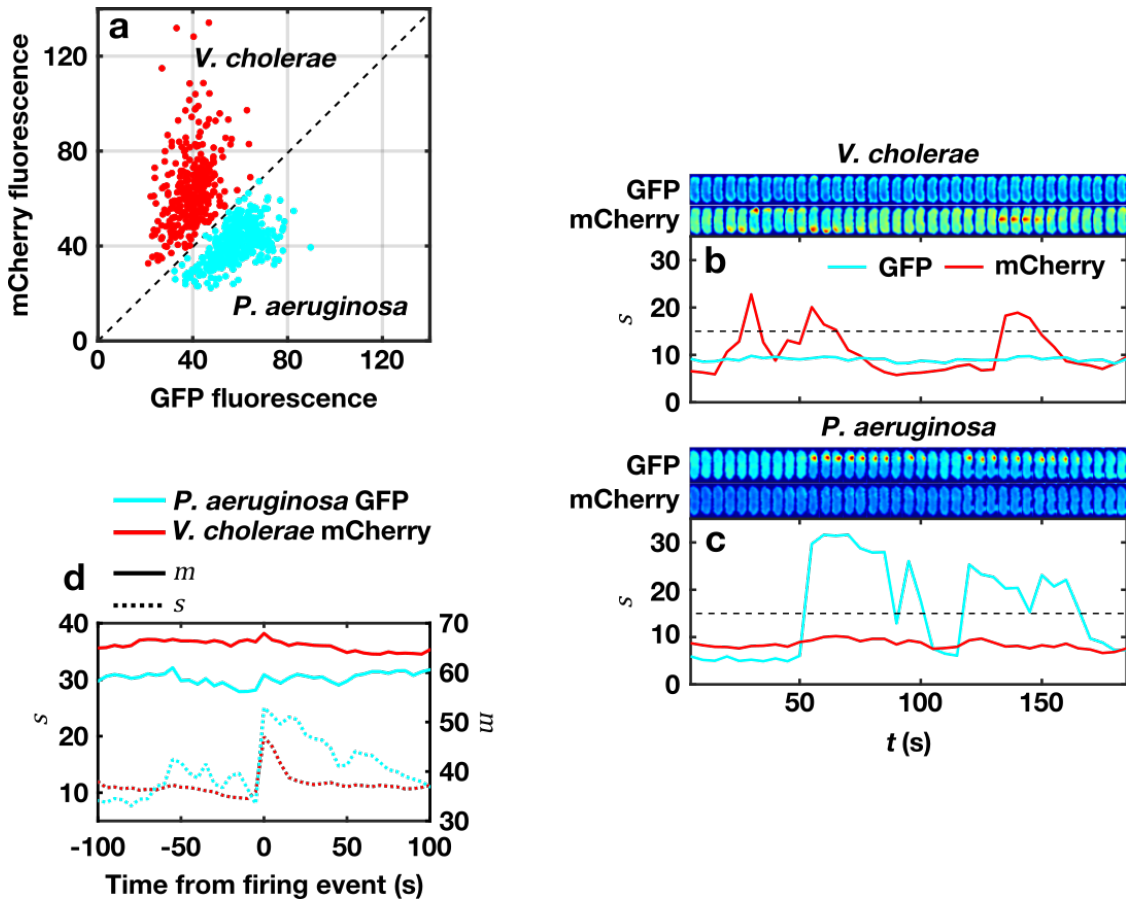 a
V. cholerae
P. aeruginosa
mCherry fluorescence
120
80
40
0
0 40 80 120
GFP fluorescence
V. cholerae
GFP
mCherry
b
GFP mCherry
s
30
20
10
0
P. aeruginosa
GFP
mCherry
c
s
30
20
10
0
50 100 150
t (s)
P. aeruginosa GFP
V. cholerae mCherry
d
m
s
40
30
20
10
s
70
60
50
40
30
m
-100 -50 0 50 100
Time from firing event (s)